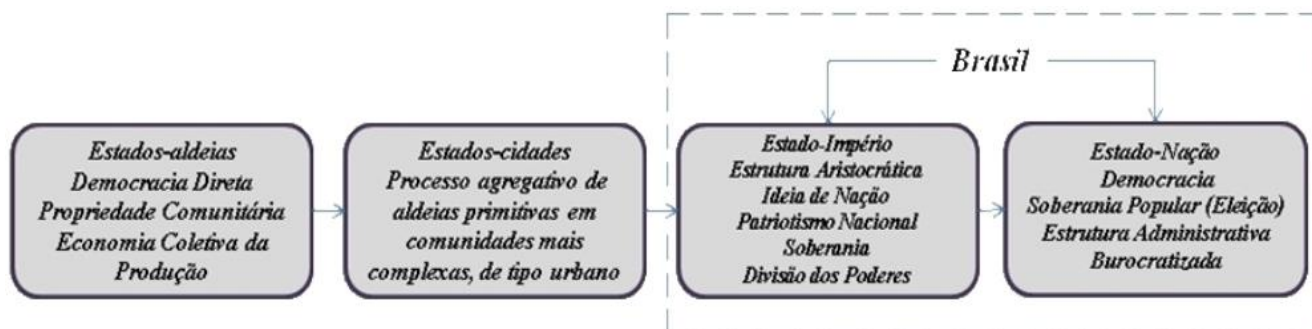 Brasil
Estados-aldeias
Democracia Direta
Propriedade Comunitária
Economia Coletiva da
Produção
Estados-cidades
Processo agregativo de
aldeias primitivas em
comunidades mais
complexas, de tipo urbano
Estado-Império
Estrutura Aristocrática
Ideia de Nação
Patriotismo Nacional
Soberania
Divisão dos Poderes
Estado-Nação
Democracia
Soberania Popular (Eleição)
Estrutura Administrativa
Burocratizada